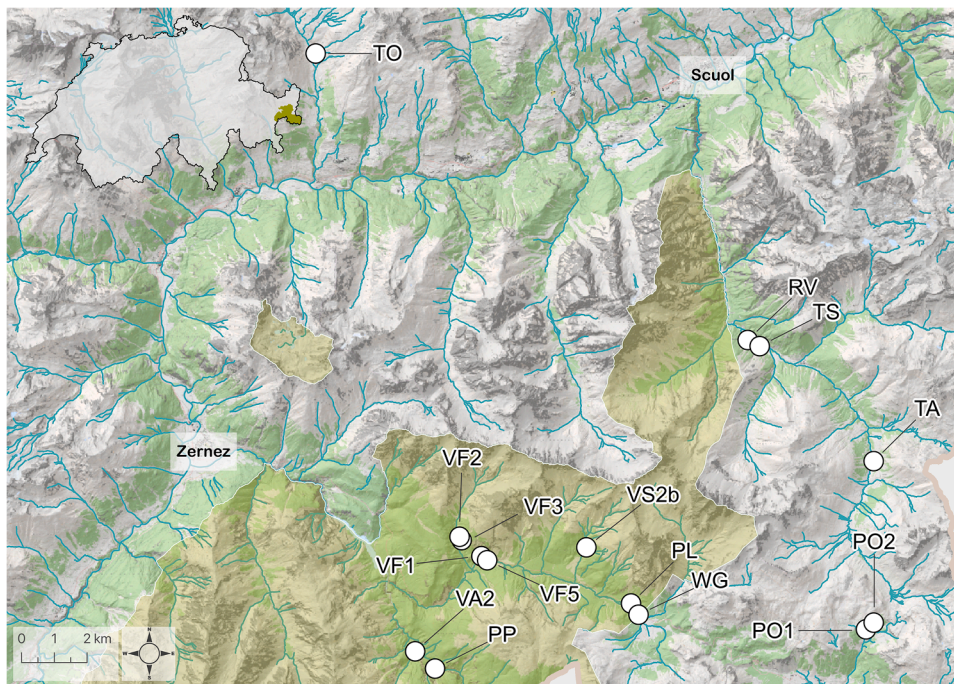 TO
Scuol
RV
TS
TA
Zernez
VF2
VF3
VS2b
PL
PO2
VF1
VF5
WG
VA2
PP
PO1
0 1 2 km
N
W E
S